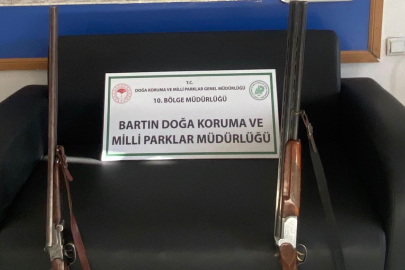 T.C.
DOĞA KORUMA VE MİLLİ PARKLAR GENEL MÜDÜRLÜĞÜ
10. BÖLGE MÜDÜRLÜĞÜ
BARTIN DOĞA KORUMA VE
MİLLİ PARKLAR MÜDÜRLÜĞÜ